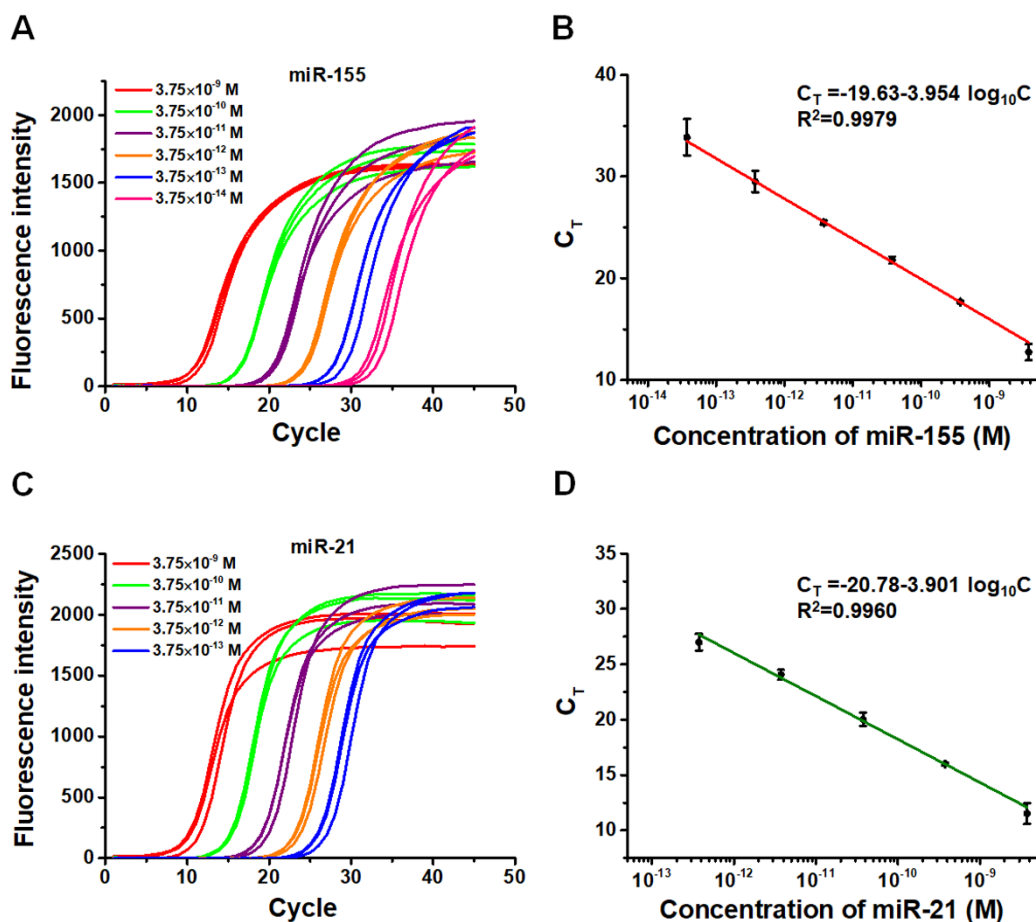 A
miR-155
3.75×10⁻⁹ M
3.75×10⁻¹⁰ M
3.75×10⁻¹¹ M
3.75×10⁻¹² M
3.75×10⁻¹³ M
3.75×10⁻¹⁴ M
Fluorescence intensity
2000
1500
1000
500
0
0 10 20 30 40 50
Cycle
B
C_T =-19.63-3.954 log₁₀C
R²=0.9979
C_T
40
30
20
10
10⁻¹⁴ 10⁻¹³ 10⁻¹² 10⁻¹¹ 10⁻¹⁰ 10⁻⁹
Concentration of miR-155 (M)
C
miR-21
3.75×10⁻⁹ M
3.75×10⁻¹⁰ M
3.75×10⁻¹¹ M
3.75×10⁻¹² M
3.75×10⁻¹³ M
Fluorescence intensity
2500
2000
1500
1000
500
0
0 10 20 30 40 50
Cycle
D
C_T =-20.78-3.901 log₁₀C
R²=0.9960
C_T
35
30
25
20
15
10
10⁻¹³ 10⁻¹² 10⁻¹¹ 10⁻¹⁰ 10⁻⁹
Concentration of miR-21 (M)